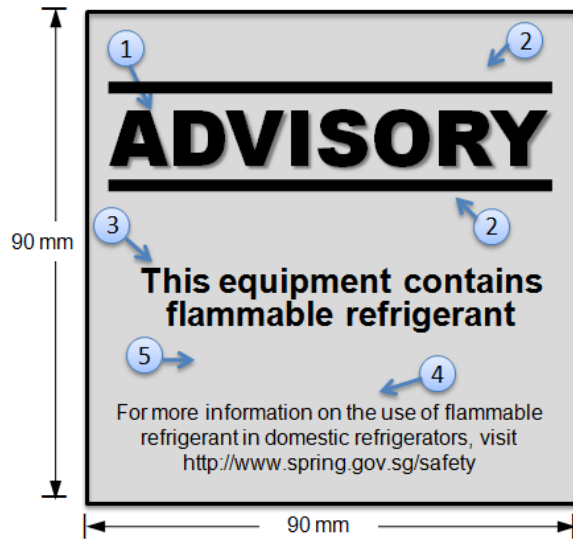 1
2
ADVISORY
2
3
This equipment contains
flammable refrigerant
90 mm
5
4
For more information on the use of flammable
refrigerant in domestic refrigerators, visit
http://www.spring.gov.sg/safety
90 mm